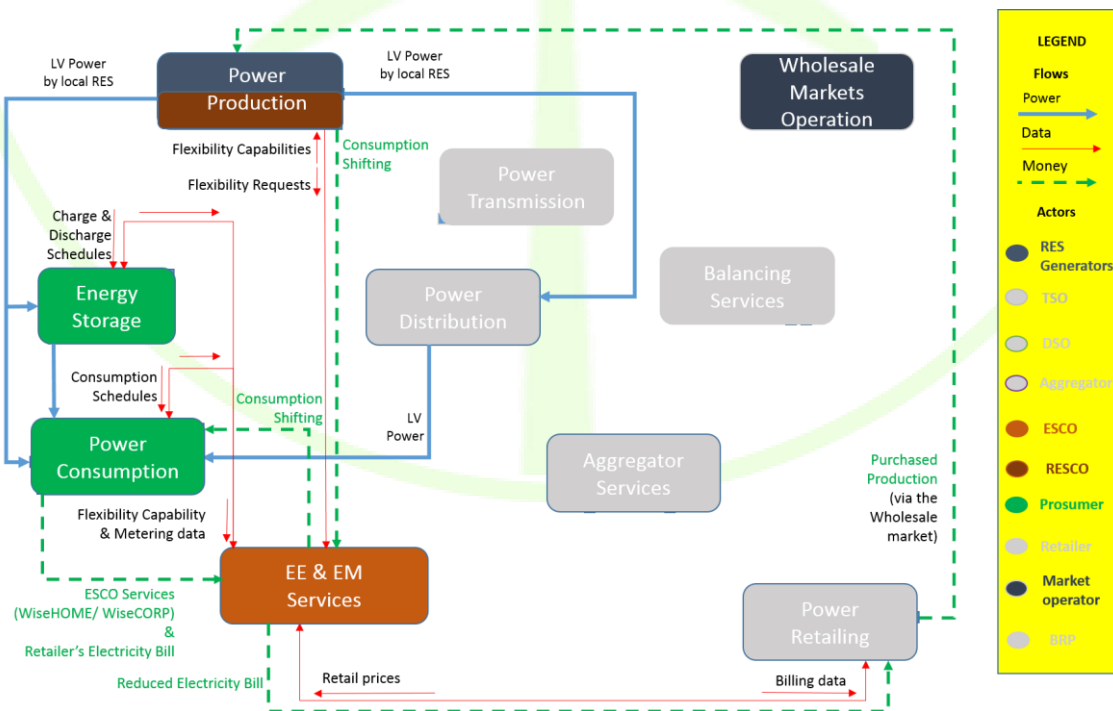 LV Power
by local RES
Power
Production
LV Power
by local RES
Wholesale
Markets
Operation
LEGEND
Flows
Power
Data
Money
Actors
RES
Generators
TSO
DSO
Aggregator
ESCO
RESCO
Prosumer
Retailer
Market
operator
BRP
Flexibility Capabilities
Flexibility Requests
Consumption
Shifting
Power
Transmission
Charge &
Discharge
Schedules
Energy
Storage
Power
Distribution
Balancing
Services
Consumption
Schedules
Consumption
Shifting
LV
Power
Power
Consumption
Aggregator
Services
Purchased
Production
(via the
Wholesale
market)
Flexibility Capability
& Metering data
EE & EM
Services
ESCO Services
(WiseHOME/ WiseCORP)
&
Retailer's Electricity Bill
Power
Retailing
Reduced Electricity Bill
Retail prices
Billing data